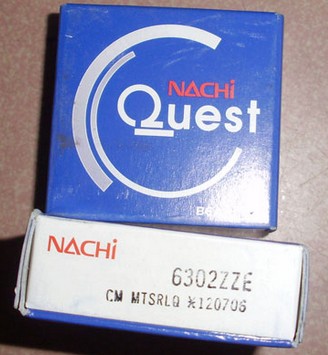 NACHi
Quest
NACHi
6302ZZE
CM MTSRLQ ※120706